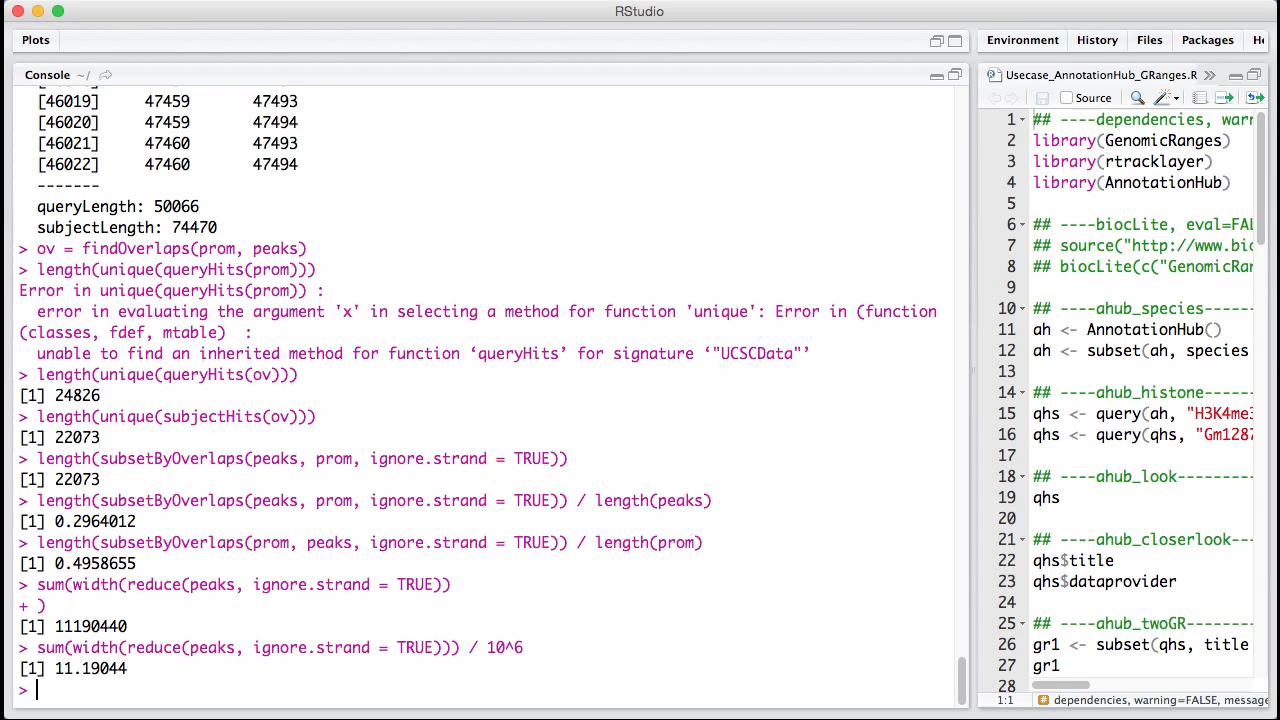 RStudio
Plots
Console ~/
[46019] 47459 47493
[46020] 47459 47494
[46021] 47460 47493
[46022] 47460 47494
-------
queryLength: 50066
subjectLength: 74470
> ov = findOverlaps(prom, peaks)
> length(unique(queryHits(prom)))
Error in unique(queryHits(prom)) :
error in evaluating the argument 'x' in selecting a method for function 'unique': Error in (function
(classes, fdef, mtable) :
unable to find an inherited method for function ‘queryHits’ for signature ‘"UCSCData"’
> length(unique(queryHits(ov)))
[1] 24826
> length(unique(subjectHits(ov)))
[1] 22073
> length(subsetByOverlaps(peaks, prom, ignore.strand = TRUE))
[1] 22073
> length(subsetByOverlaps(peaks, prom, ignore.strand = TRUE)) / length(peaks)
[1] 0.2964012
> length(subsetByOverlaps(prom, peaks, ignore.strand = TRUE)) / length(prom)
[1] 0.4958655
> sum(width(reduce(peaks, ignore.strand = TRUE))
+ )
[1] 11190440
> sum(width(reduce(peaks, ignore.strand = TRUE))) / 10^6
[1] 11.19044
>
Environment History Files Packages He
Usecase_AnnotationHub_GRanges.R
Source
1 ## ----dependencies, warn
2 library(GenomicRanges)
3 library(rtracklayer)
4 library(AnnotationHub)
5
6 ## ----biocLite, eval=FAL
7 ## source("http://www.bio
8 ## biocLite(c("GenomicRan
9
10 ## ----ahub_species------
11 ah <- AnnotationHub()
12 ah <- subset(ah, species
13
14 ## ----ahub_histone------
15 qhs <- query(ah, "H3K4me3
16 qhs <- query(qhs, "Gm1287
17
18 ## ----ahub_look---------
19 qhs
20
21 ## ----ahub_closerlook---
22 qhs$title
23 qhs$dataprovider
24
25 ## ----ahub_twoGR--------
26 gr1 <- subset(qhs, title
27 gr1
28
1:1 # dependencies, warning=FALSE, message